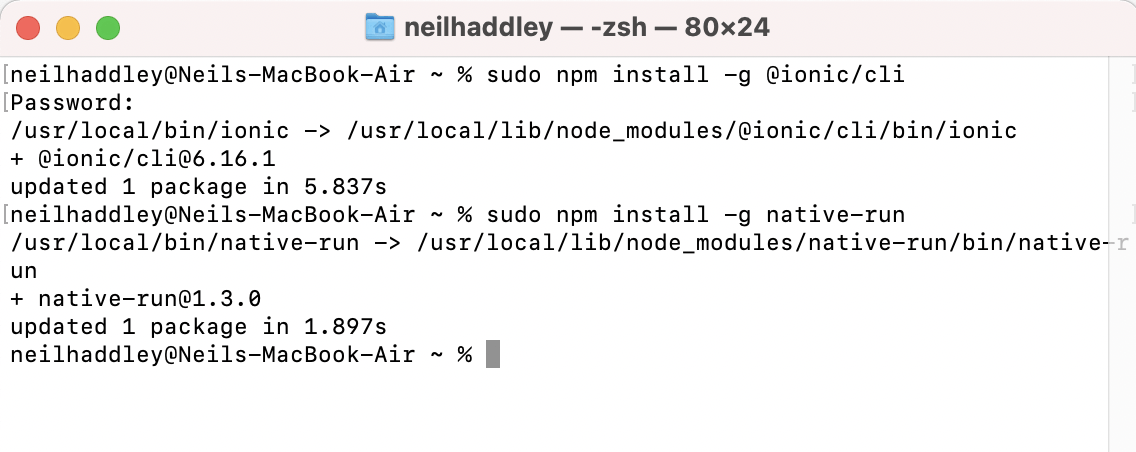 neilhaddley — -zsh — 80×24
[neilhaddley@Neils-MacBook-Air ~ % sudo npm install -g @ionic/cli
[Password:
/usr/local/bin/ionic -> /usr/local/lib/node_modules/@ionic/cli/bin/ionic
+ @ionic/cli@6.16.1
updated 1 package in 5.837s
[neilhaddley@Neils-MacBook-Air ~ % sudo npm install -g native-run
/usr/local/bin/native-run -> /usr/local/lib/node_modules/native-run/bin/native-r
un
+ native-run@1.3.0
updated 1 package in 1.897s
neilhaddley@Neils-MacBook-Air ~ %